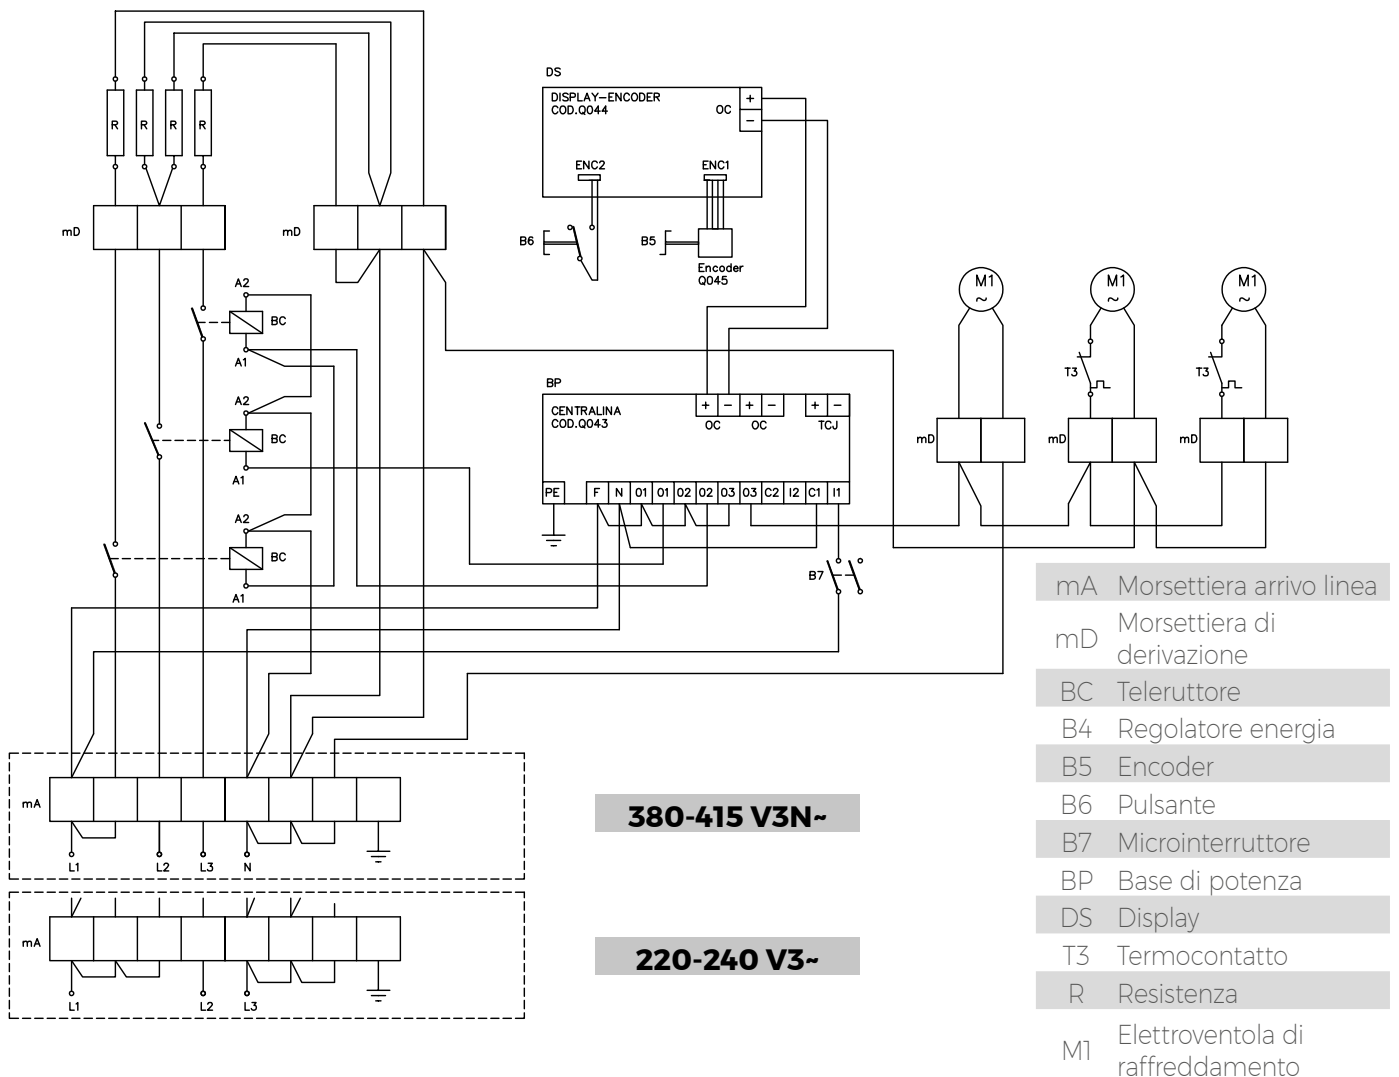 DS
DISPLAY-ENCODER
COD.Q044
OC
+
−
R R R R
ENC2 ENC1
mD mD
B6 B5
Encoder
Q045
A2
BC
A1
M1
~
M1
~
M1
~
T3 T3
BP
CENTRALINA
COD.Q043
+ − + − + −
OC OC TCJ
A2
BC
A1
mD mD mD
PE F N 01 01 02 02 03 03 C2 I2 C1 I1
A2
BC
A1
B7
mA
L1 L2 L3 N
380-415 V3N~
mA
L1 L2 L3
220-240 V3~
mA Morsettiera arrivo linea
mD Morsettiera di
derivazione
BC Teleruttore
B4 Regolatore energia
B5 Encoder
B6 Pulsante
B7 Microinterruttore
BP Base di potenza
DS Display
T3 Termocontatto
R Resistenza
M1 Elettroventola di
raffreddamento